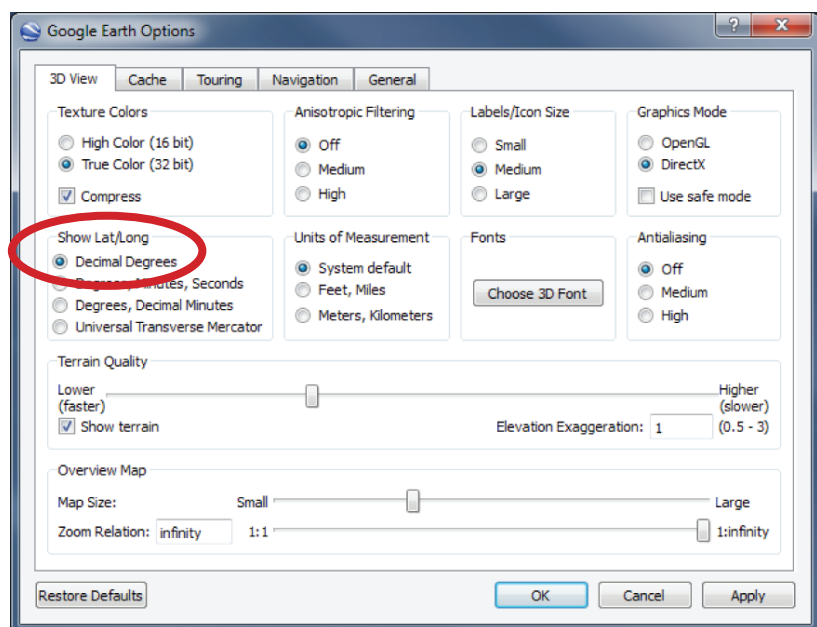 Google Earth Options
3D View Cache Touring Navigation General
Texture Colors
High Color (16 bit)
True Color (32 bit)
Compress
Anisotropic Filtering
Off
Medium
High
Labels/Icon Size
Small
Medium
Large
Graphics Mode
OpenGL
DirectX
Use safe mode
Show Lat/Long
Decimal Degrees
Degrees, Minutes, Seconds
Degrees, Decimal Minutes
Universal Transverse Mercator
Units of Measurement
System default
Feet, Miles
Meters, Kilometers
Fonts
Choose 3D Font
Antialiasing
Off
Medium
High
Terrain Quality
Lower
(faster)
Higher
(slower)
Show terrain
Elevation Exaggeration: 1 (0.5 - 3)
Overview Map
Map Size: Small Large
Zoom Relation: infinity 1:1 1:infinity
Restore Defaults OK Cancel Apply